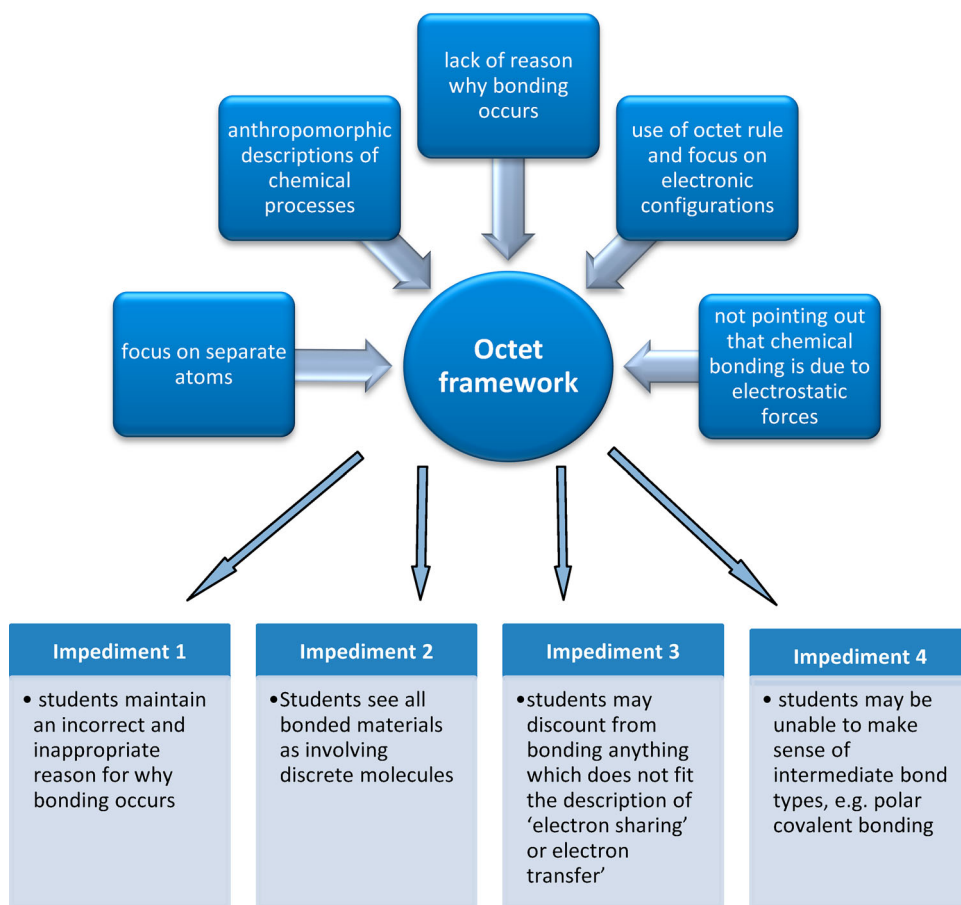 lack of reason
why bonding
occurs
anthropomorphic
descriptions of
chemical
processes
use of octet rule
and focus on
electronic
configurations
focus on separate
atoms
Octet
framework
not pointing out
that chemical
bonding is due to
electrostatic
forces
Impediment 1
• students maintain
an incorrect and
inappropriate
reason for why
bonding occurs
Impediment 2
•Students see all
bonded materials
as involving
discrete molecules
Impediment 3
•students may
discount from
bonding anything
which does not fit
the description of
‘electron sharing’
or electron
transfer’
Impediment 4
• students may be
unable to make
sense of
intermediate bond
types, e.g. polar
covalent bonding